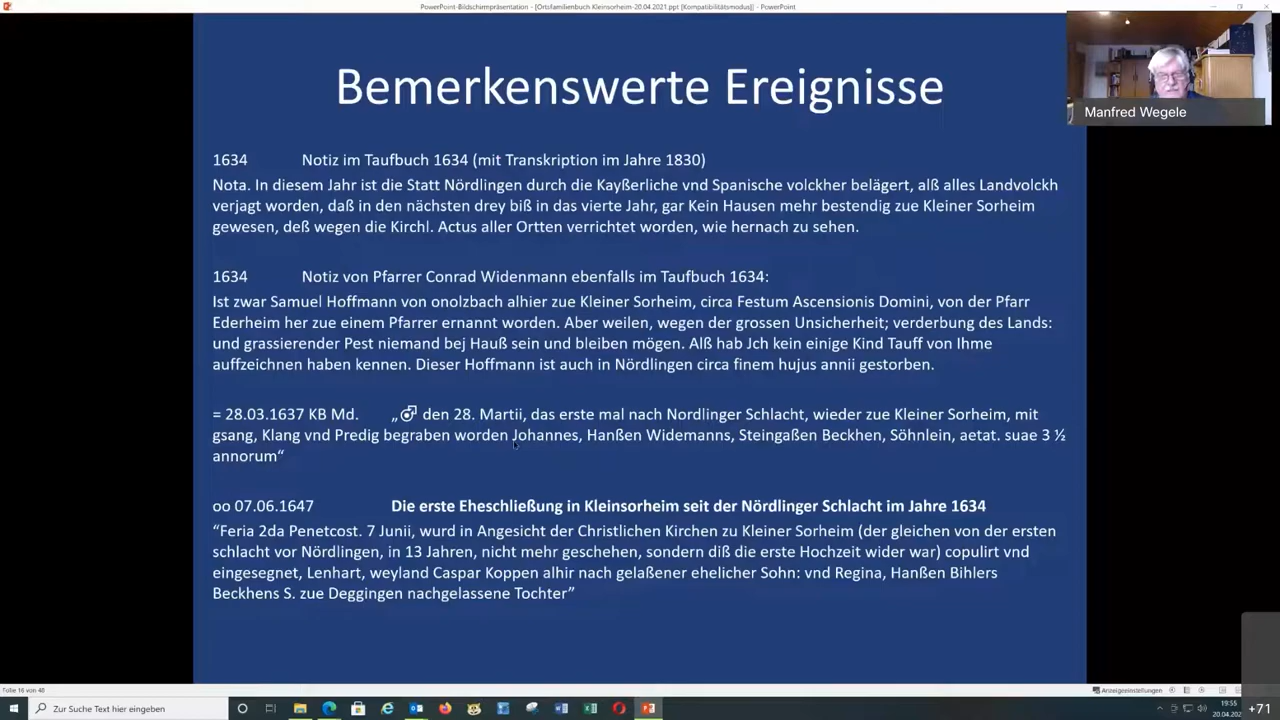 PowerPoint-Bildschirmpräsentation - [Ortsfamilienbuch Kleinsorheim-20.04.2021.ppt [Kompatibilitätsmodus]] - PowerPoint
Manfred Wegele
Bemerkenswerte Ereignisse
1634 Notiz im Taufbuch 1634 (mit Transkription im Jahre 1830)
Nota. In diesem Jahr ist die Statt Nördlingen durch die Kayßerliche vnd Spanische volckher belägert, alß alles Landvolckh
verjagt worden, daß in den nächsten drey biß in das vierte Jahr, gar Kein Hausen mehr bestendig zue Kleiner Sorheim
gewesen, deß wegen die Kirchl. Actus aller Ortten verrichtet worden, wie hernach zu sehen.
1634 Notiz von Pfarrer Conrad Widenmann ebenfalls im Taufbuch 1634:
Ist zwar Samuel Hoffmann von onolzbach alhier zue Kleiner Sorheim, circa Festum Ascensionis Domini, von der Pfarr
Ederheim her zue einem Pfarrer ernannt worden. Aber weilen, wegen der grossen Unsicherheit; verderbung des Lands:
und grassierender Pest niemand bej Hauß sein und bleiben mögen. Alß hab Jch kein einige Kind Tauff von Ihme
auffzeichnen haben kennen. Dieser Hoffmann ist auch in Nördlingen circa finem hujus annii gestorben.
= 28.03.1637 KB Md. „ den 28. Martii, das erste mal nach Nordlinger Schlacht, wieder zue Kleiner Sorheim, mit
gsang, Klang vnd Predig begraben worden Johannes, Hanßen Widemanns, Steingaßen Beckhen, Söhnlein, aetat. suae 3 ½
annorum“
oo 07.06.1647 Die erste Eheschließung in Kleinsorheim seit der Nördlinger Schlacht im Jahre 1634
“Feria 2da Penetcost. 7 Junii, wurd in Angesicht der Christlichen Kirchen zu Kleiner Sorheim (der gleichen von der ersten
schlacht vor Nördlingen, in 13 Jahren, nicht mehr geschehen, sondern diß die erste Hochzeit wider war) copulirt vnd
eingesegnet, Lenhart, weyland Caspar Koppen alhir nach gelaßener ehelicher Sohn: vnd Regina, Hanßen Bihlers
Beckhens S. zue Deggingen nachgelassene Tochter”
Folie 16 von 48
Anzeigeeinstellungen
Zur Suche Text hier eingeben
19:55
20.04.202
+71